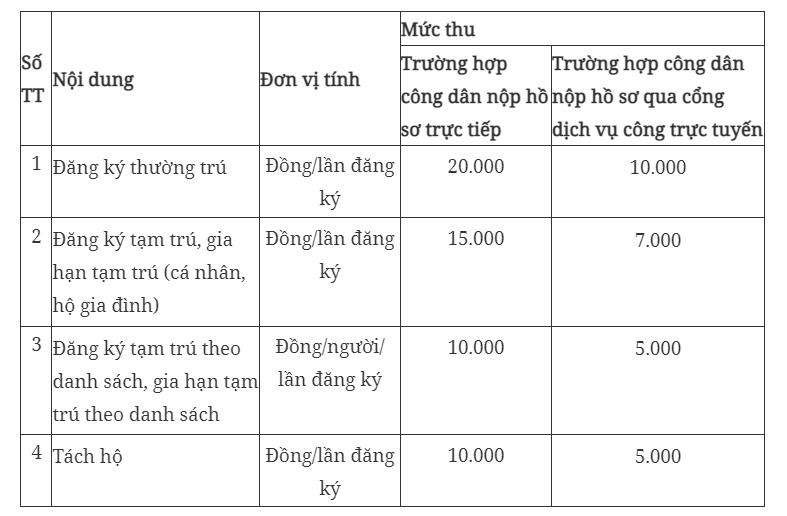 Số
TT
Nội dung
Đơn vị tính
Mức thu
Trường hợp
công dân nộp hồ
sơ trực tiếp
Trường hợp công dân
nộp hồ sơ qua cổng
dịch vụ công trực tuyến
1
Đăng ký thường trú
Đồng/lần đăng
ký
20.000
10.000
2
Đăng ký tạm trú, gia
hạn tạm trú (cá nhân,
hộ gia đình)
Đồng/lần đăng
ký
15.000
7.000
3
Đăng ký tạm trú theo
danh sách, gia hạn tạm
trú theo danh sách
Đồng/người/
lần đăng ký
10.000
5.000
4
Tách hộ
Đồng/lần đăng
ký
10.000
5.000